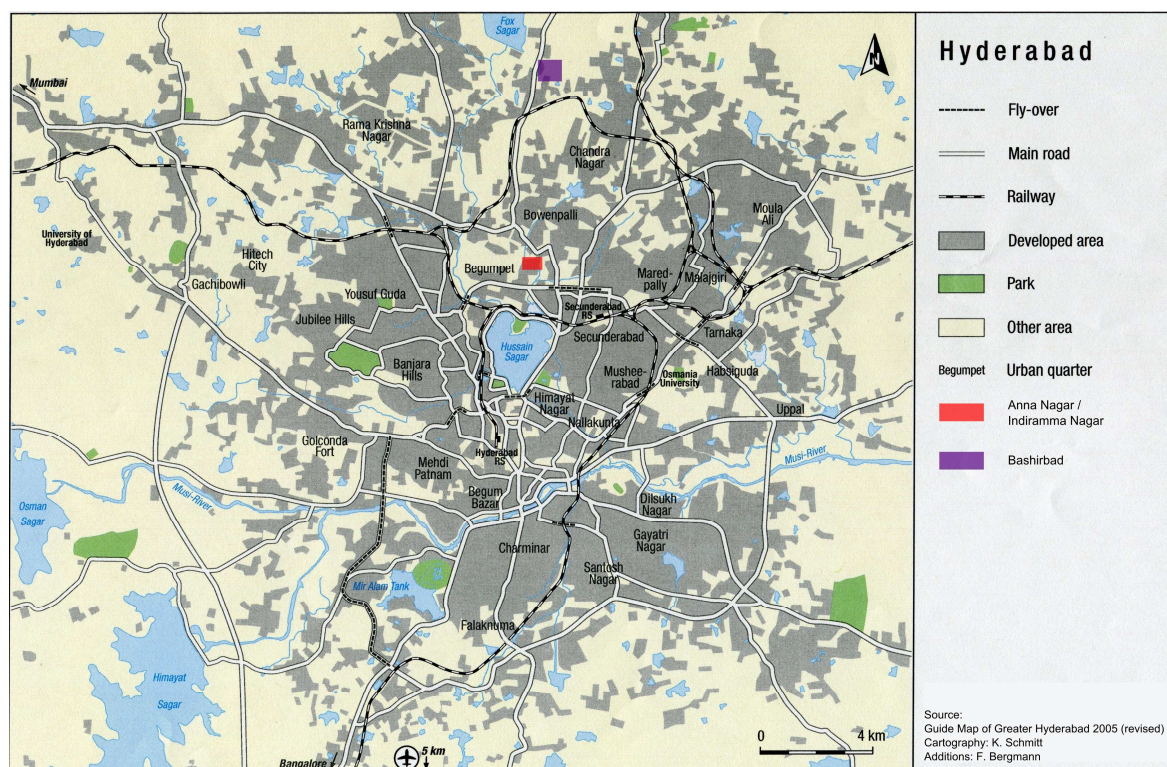 Fox
Sagar
Mumbai
Rama Krishna
Nagar
Chandra
Nagar
N
Bowenpalli
Moula
Ali
University of
Hyderabad
Hitech
City
Gachibowli
Begumpet
Mared-
pally
Malajgiri
Yousuf Guda
Jubilee Hills
Secunderabad
RS
Secunderabad
Tarnaka
Hussain
Sagar
Banjara
Hills
Mushee-
rabad
Osmania
University
Habsiguda
Himayat
Nagar
Nallakunta
Uppal
Golconda
Fort
Hyderabad
RS
Mehdi
Patnam
Musi-River
Musi-River
Begum
Bazar
Dilsukh
Nagar
Osman
Sagar
Gayatri
Nagar
Charminar
Santosh
Nagar
Mir Alam Tank
Falaknuma
Himayat
Sagar
Bangalore
5 km
0 4 km
Hyderabad
Fly-over
Main road
Railway
Developed area
Park
Other area
Begumpet Urban quarter
Anna Nagar /
Indiramma Nagar
Bashirbad
Source:
Guide Map of Greater Hyderabad 2005 (revised)
Cartography: K. Schmitt
Additions: F. Bergmann